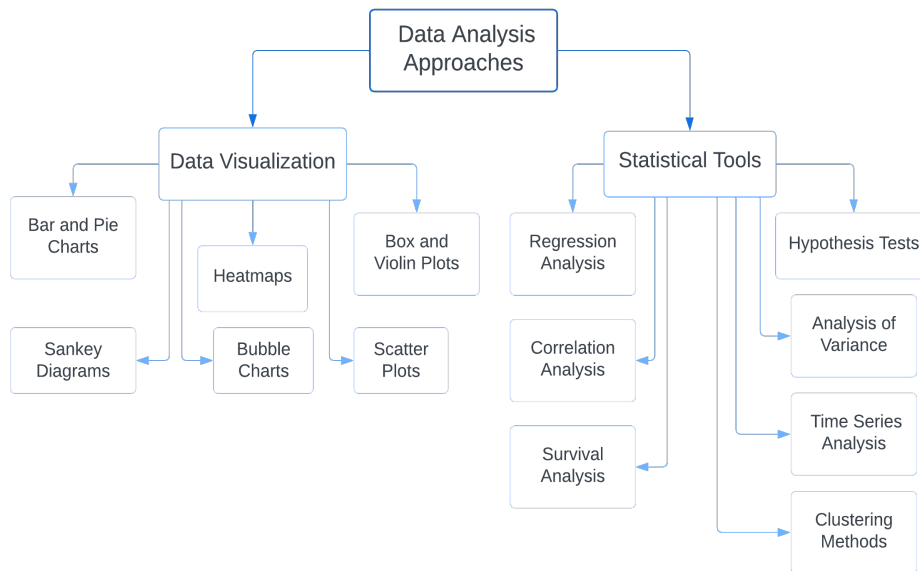 Data Analysis
Approaches
Data Visualization
Statistical Tools
Bar and Pie
Charts
Heatmaps
Box and
Violin Plots
Sankey
Diagrams
Bubble
Charts
Scatter
Plots
Regression
Analysis
Hypothesis Tests
Correlation
Analysis
Analysis of
Variance
Survival
Analysis
Time Series
Analysis
Clustering
Methods